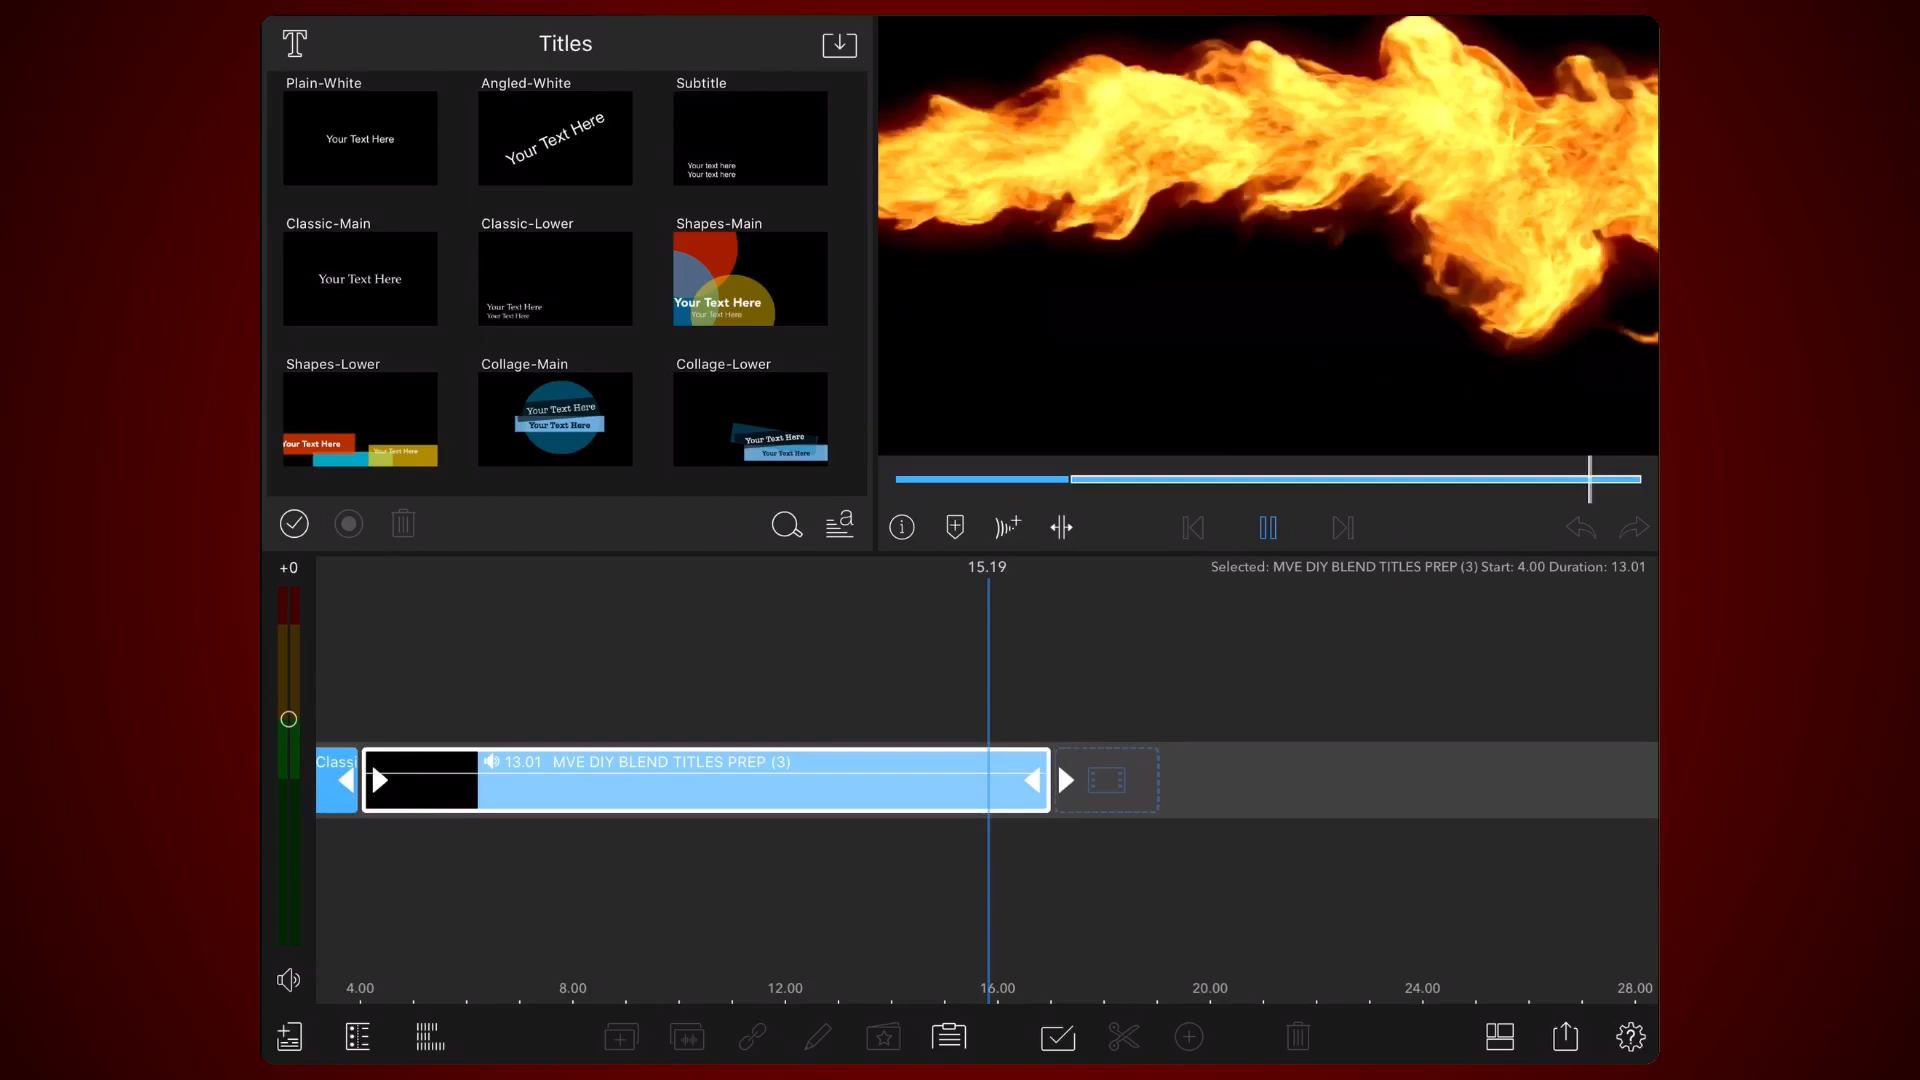 Titles
Plain-White
Angled-White
Subtitle
Your Text Here
Your Text Here
Your text here
Your text here
Classic-Main
Classic-Lower
Shapes-Main
Your Text Here
Your Text Here
Your Text Here
Your Text Here
Your Text Here
Shapes-Lower
Collage-Main
Collage-Lower
Your Text Here
Your Text Here
Your Text Here
Your Text Here
Your Text Here
Your Text Here
a
+0
15.19
Selected: MVE DIY BLEND TITLES PREP (3) Start: 4.00 Duration: 13.01
Classi
13.01 MVE DIY BLEND TITLES PREP (3)
4.00
8.00
12.00
16.00
20.00
24.00
28.00